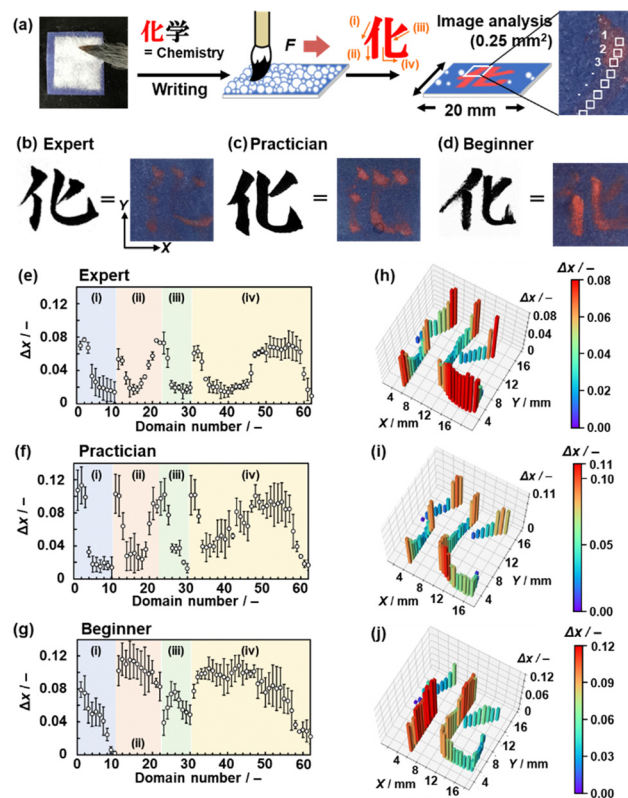 (a)
化学
= Chemistry
Writing
F
(i)
(ii)
化
(iii)
(iv)
Image analysis
(0.25 mm²)
20 mm
1
2
3
(b) Expert
化
=
Y
X
(c) Practician
化
=
(d) Beginner
化
=
(e) Expert
Δx / –
0.12
0.08
0.04
0
(i) (ii) (iii) (iv)
0 10 20 30 40 50 60
Domain number / –
(h)
Δx / –
0.08
0.04
0
X / mm
4 8 12 16
Y / mm
4 8 12 16
Δx / –
0.08
0.06
0.04
0.02
0.00
(f) Practician
Δx / –
0.12
0.08
0.04
0
(i) (ii) (iii) (iv)
0 10 20 30 40 50 60
Domain number / –
(i)
Δx / –
0.11
0
X / mm
4 8 12 16
Y / mm
4 8 12 16
Δx / –
0.11
0.10
0.05
0.00
(g) Beginner
Δx / –
0.12
0.08
0.04
0
(i) (ii) (iii) (iv)
0 10 20 30 40 50 60
Domain number / –
(j)
Δx / –
0.12
0.06
0
X / mm
4 8 12 16
Y / mm
4 8 12 16
Δx / –
0.12
0.10
0.05
0.00